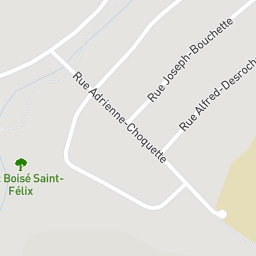 Rue Joseph-Bouchette
Rue Adrienne-Choquette
Rue Alfred-Desroch
Boisé Saint-
Félix